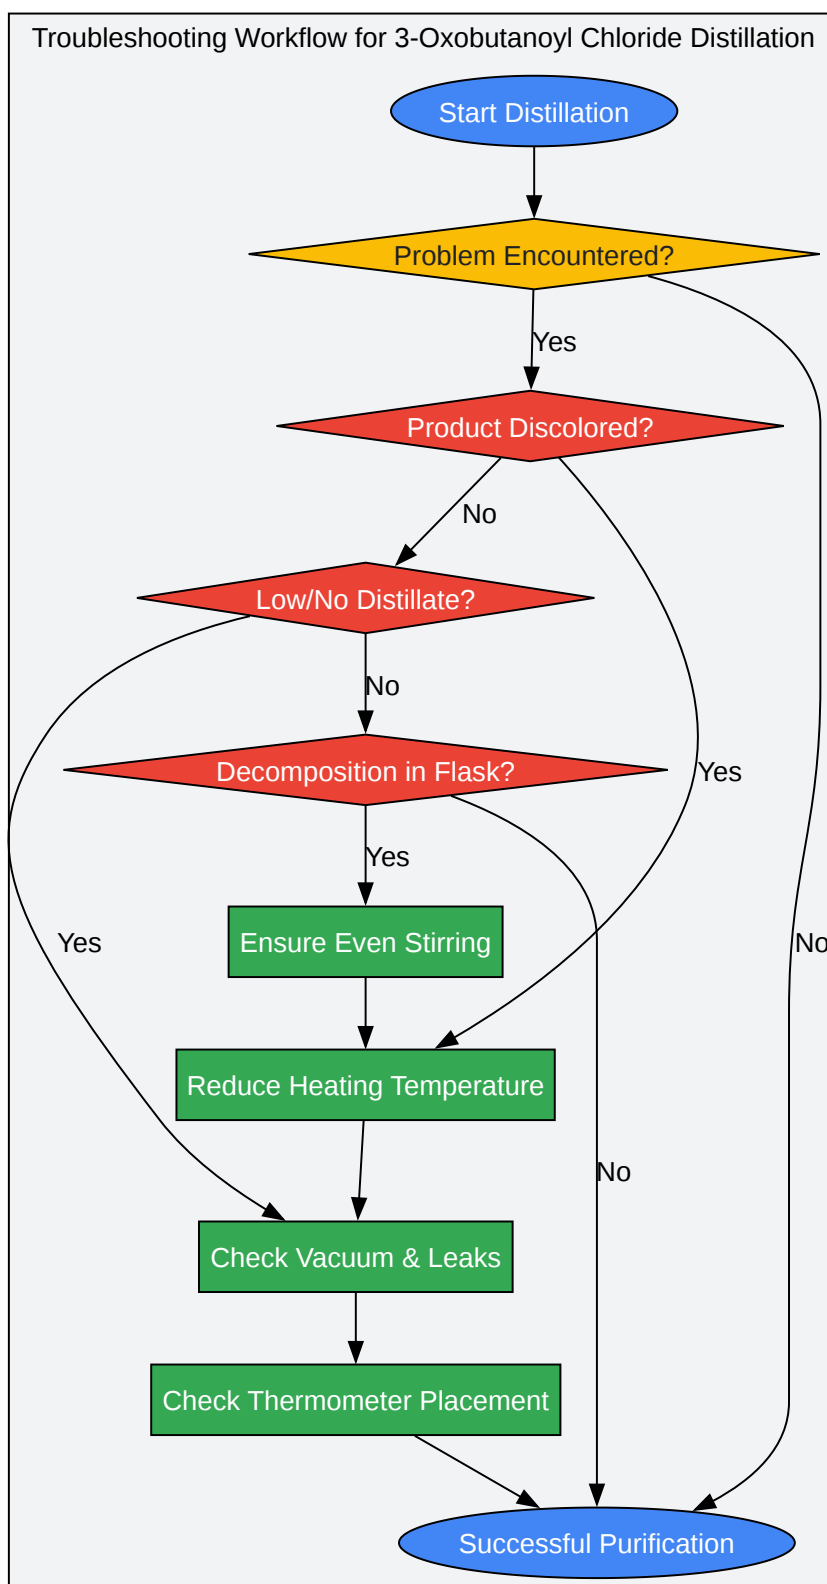 Troubleshooting Workflow for 3-Oxobutanoyl Chloride Distillation
Start Distillation
Problem Encountered?
Yes
Product Discolored?
No
Low/No Distillate?
No
Decomposition in Flask?
Yes
Yes
Yes
Ensure Even Stirring
No
Reduce Heating Temperature
No
Check Vacuum & Leaks
Check Thermometer Placement
Successful Purification